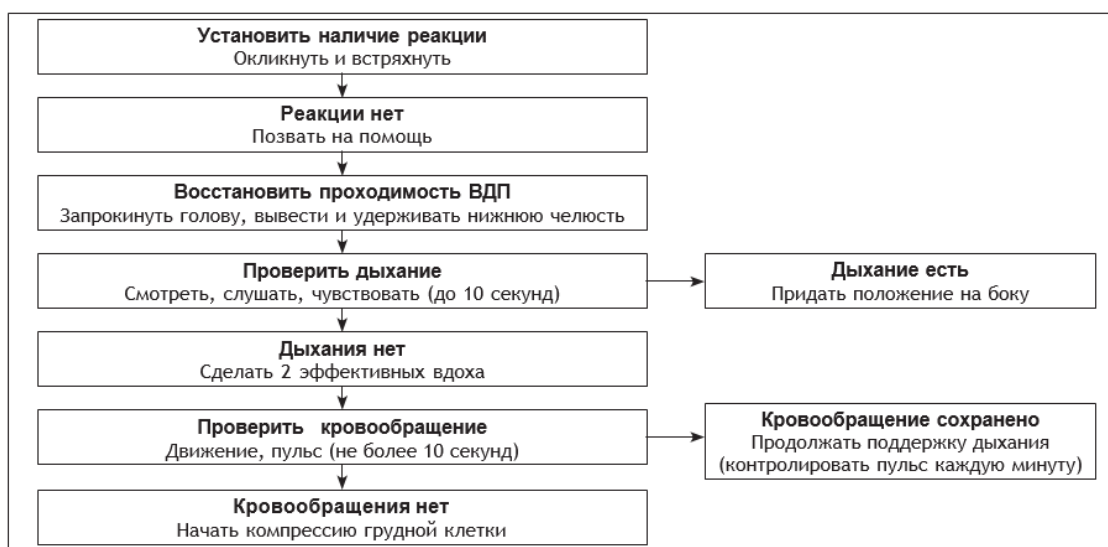 Установить наличие реакции
Окликнуть и встряхнуть
Реакции нет
Позвать на помощь
Восстановить проходимость ВДП
Запрокинуть голову, вывести и удерживать нижнюю челюсть
Проверить дыхание
Смотреть, слушать, чувствовать (до 10 секунд)
Дыхание есть
Придать положение на боку
Дыхания нет
Сделать 2 эффективных вдоха
Проверить кровообращение
Движение, пульс (не более 10 секунд)
Кровообращение сохранено
Продолжать поддержку дыхания
(контролировать пульс каждую минуту)
Кровообращения нет
Начать компрессию грудной клетки